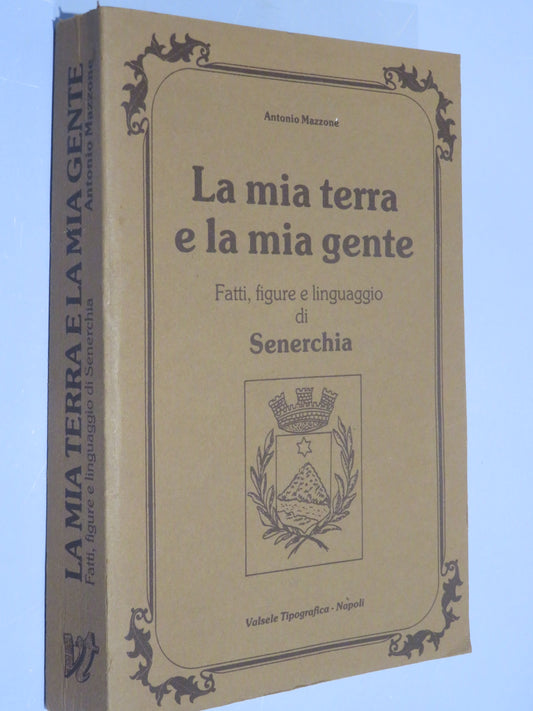 Antonio Mazzone
La mia terra
e la mia gente
Fatti, figure e linguaggio
di
Senerchia
Valsele Tipografica - Napoli
LA MIA TERRA E LA MIA GENTE
Antonio Mazzone
Fatti, figure e linguaggio di Senerchia